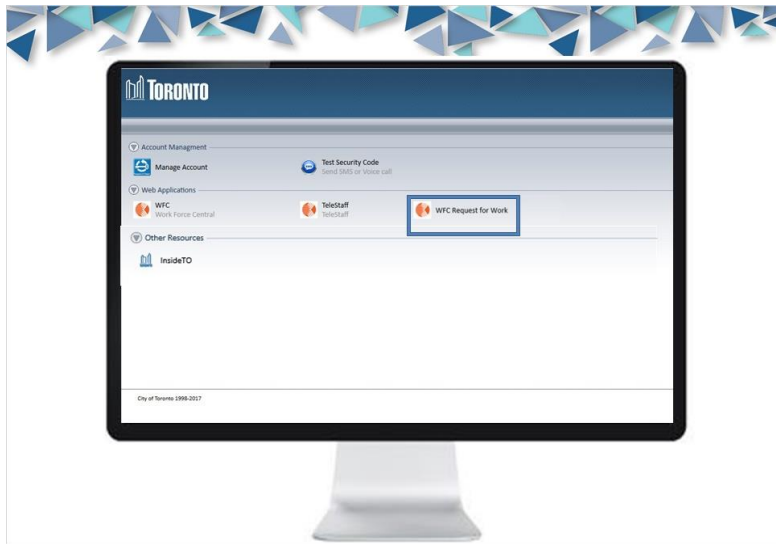 TORONTO
Account Managment
Manage Account
Test Security Code
Send SMS or Voice call
Web Applications
WFC
Work Force Central
TeleStaff
TeleStaff
WFC Request for Work
Other Resources
InsideTO
City of Toronto 1998-2017